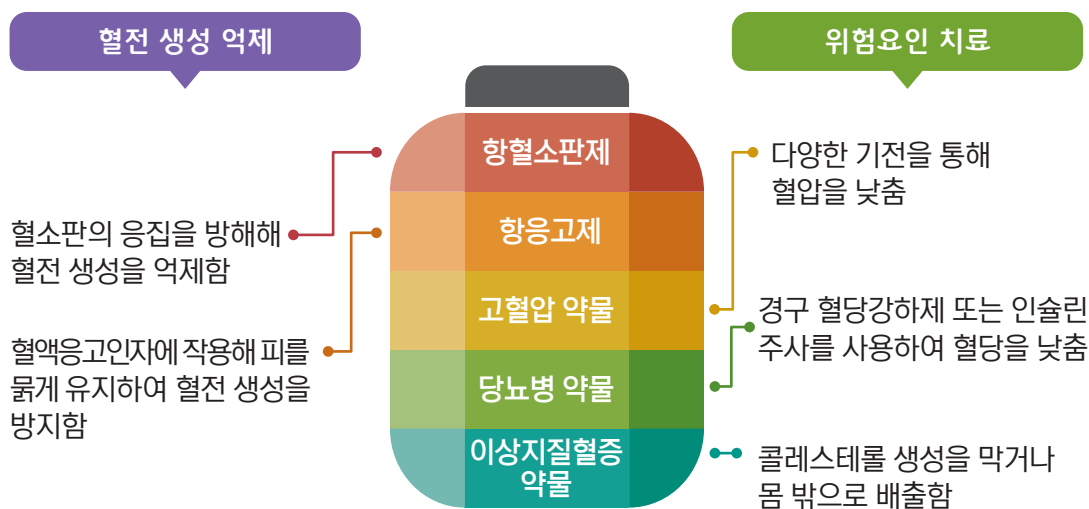 혈전 생성 억제
혈소판의 응집을 방해해
혈전 생성을 억제함
혈액응고인자에 작용해 피를
묽게 유지하여 혈전 생성을
방지함
항혈소판제
항응고제
고혈압 약물
당뇨병 약물
이상지질혈증
약물
위험요인 치료
다양한 기전을 통해
혈압을 낮춤
경구 혈당강하제 또는 인슐린
주사를 사용하여 혈당을 낮춤
콜레스테롤 생성을 막거나
몸 밖으로 배출함